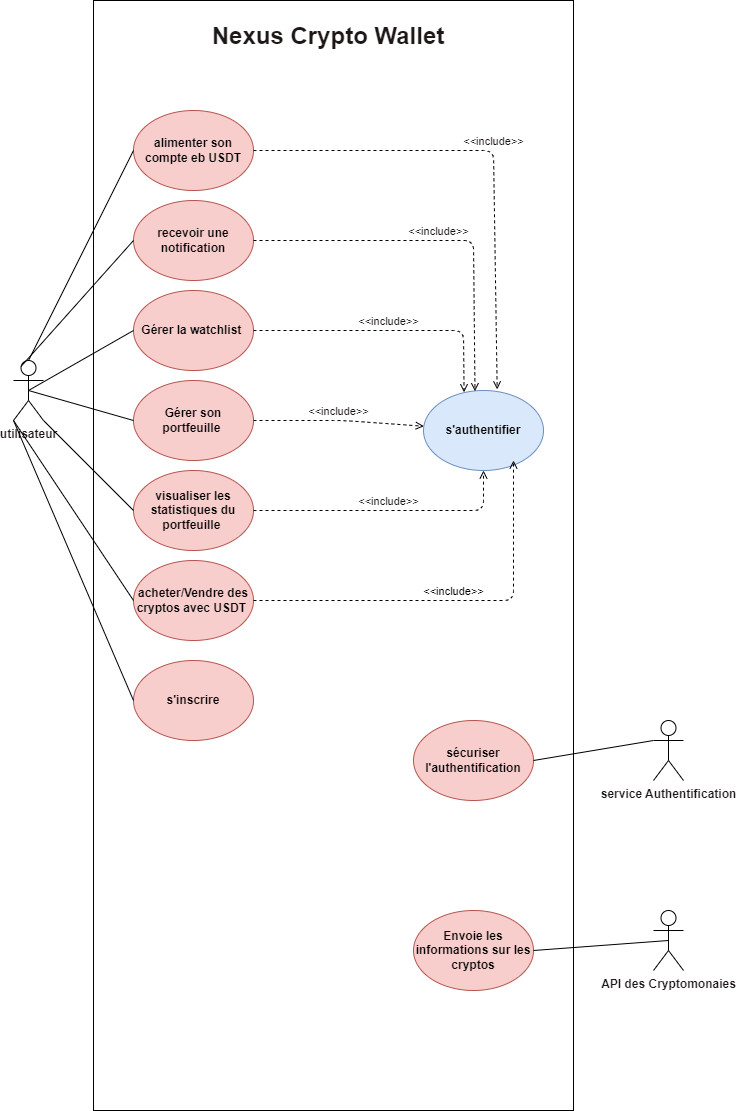 Nexus Crypto Wallet
alimenter son
compte eb USDT
<<include>>
recevoir une
notification
<<include>>
Gérer la watchlist
<<include>>
Gérer son
portfeuille
<<include>>
s'authentifier
utilisateur
visualiser les
statistiques du
portfeuille
<<include>>
acheter/Vendre des
cryptos avec USDT
<<include>>
s'inscrire
sécuriser
l'authentification
service Authentification
Envoie les
informations sur les
cryptos
API des Cryptomonaies